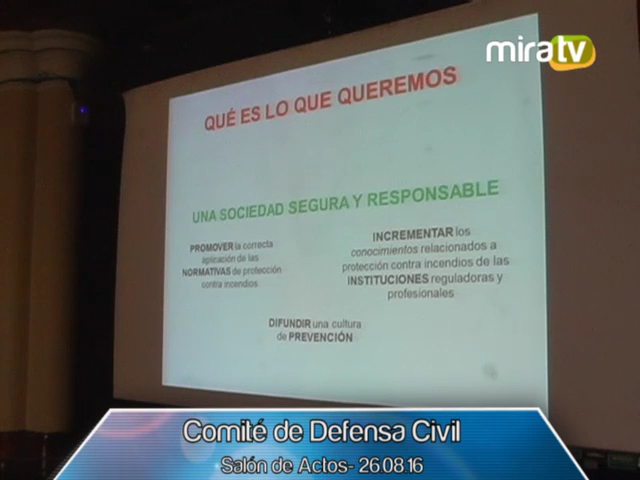 miratv
QUÉ ES LO QUE QUEREMOS
UNA SOCIEDAD SEGURA Y RESPONSABLE
PROMOVER la correcta
aplicación de las
NORMATIVAS de protección
contra incendios
INCREMENTAR los
conocimientos relacionados a
protección contra incendios de las
INSTITUCIONES reguladoras y
profesionales
DIFUNDIR una cultura
de PREVENCIÓN
Comité de Defensa Civil
Salón de Actos- 26.08.16